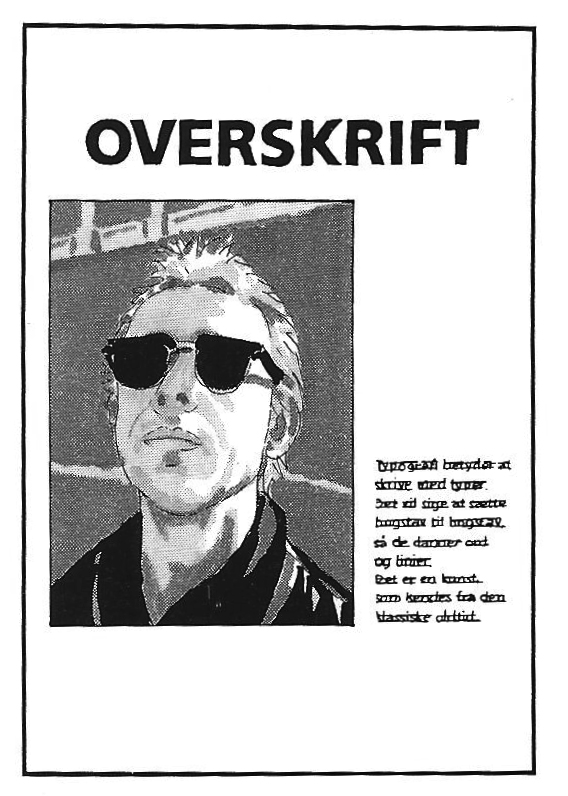 OVERSKRIFT
Typografi betyder at
skrive med typer.
Det vil sige at sætte
bogstav til bogstav,
så de danner ord
og linier.
Det er en kunst,
som kendes fra den
klassiske oldtid.